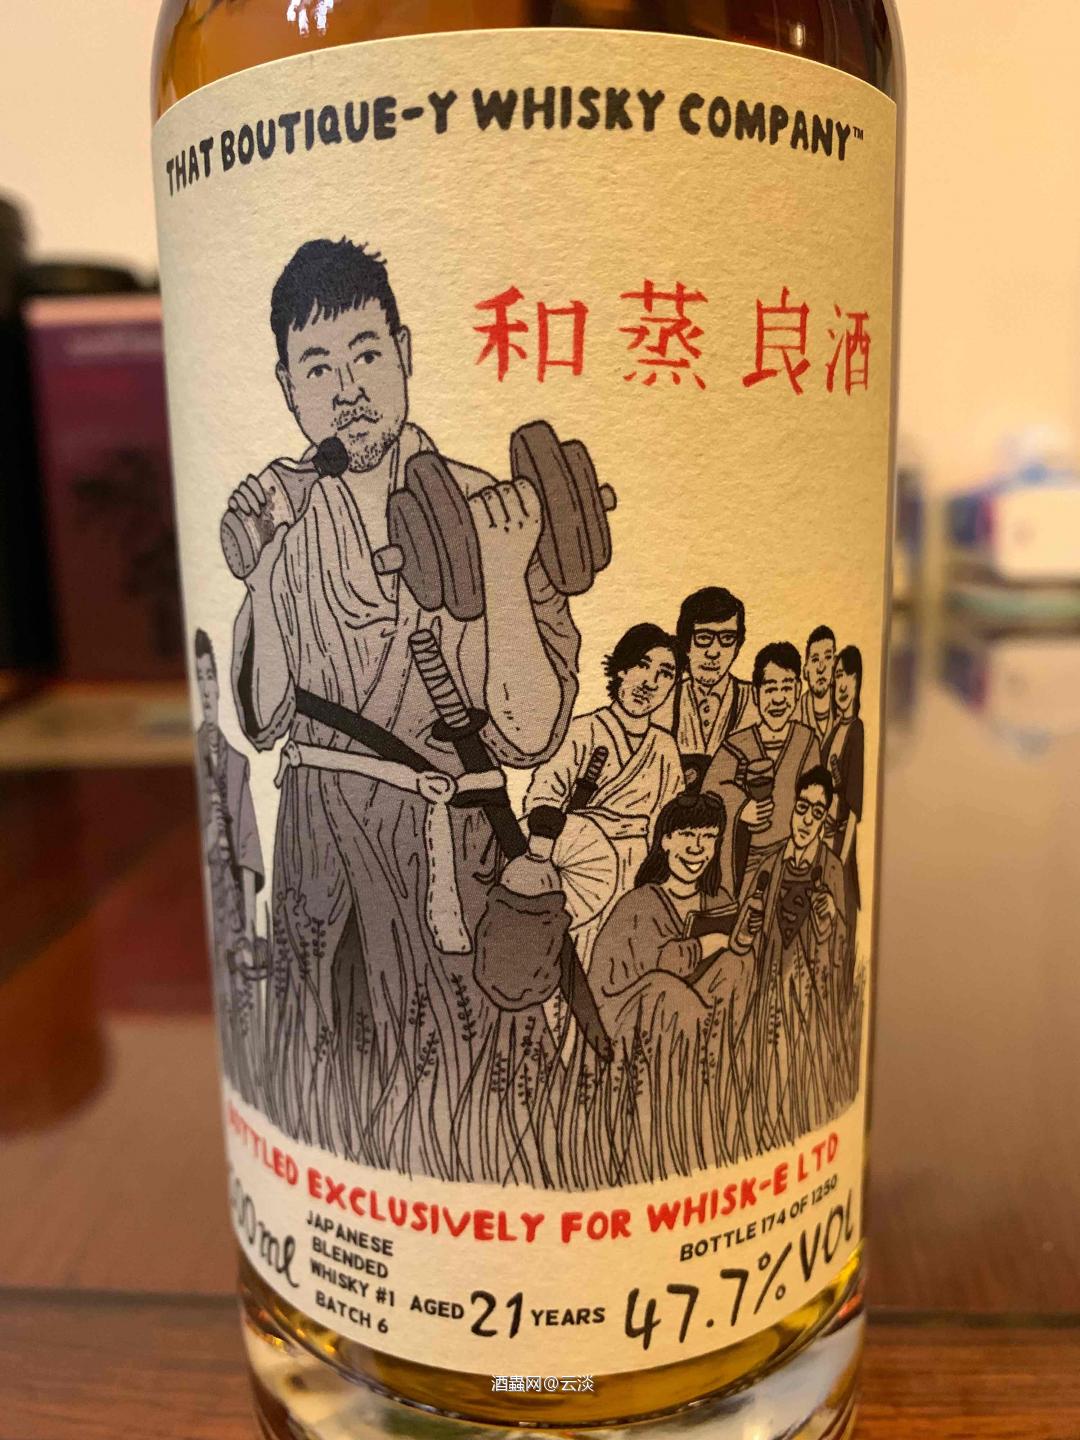 THAT BOUTIQUE-Y WHISKY COMPANY™
和蒸良酒
BOTTLED EXCLUSIVELY FOR WHISK-E LTD
BOTTLE 174 OF 1250
JAPANESE
BLENDED
WHISKY #1
BATCH 6
AGED 21 YEARS
47.7% VOL
酒蟲网@云淡